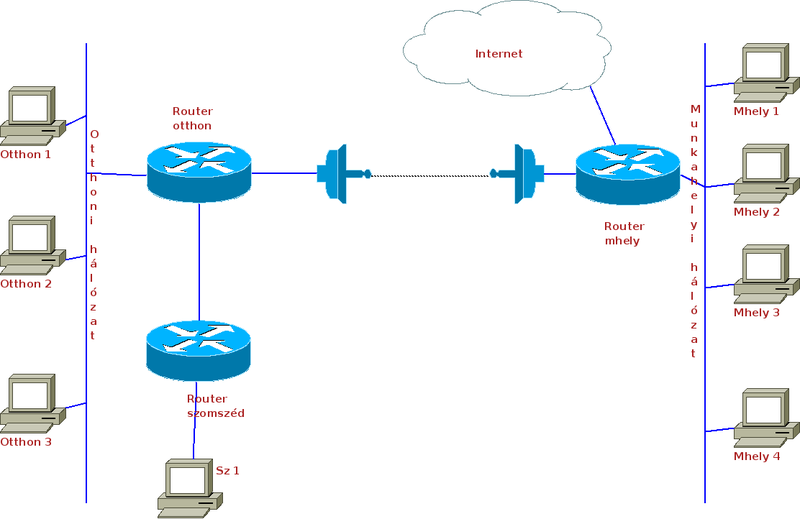 Internet
Router
otthon
Otthon 1
Otthoni hálózat
Otthon 2
Otthon 3
Router
szomszéd
Sz 1
Router
mhely
Munkahelyi hálózat
Mhely 1
Mhely 2
Mhely 3
Mhely 4